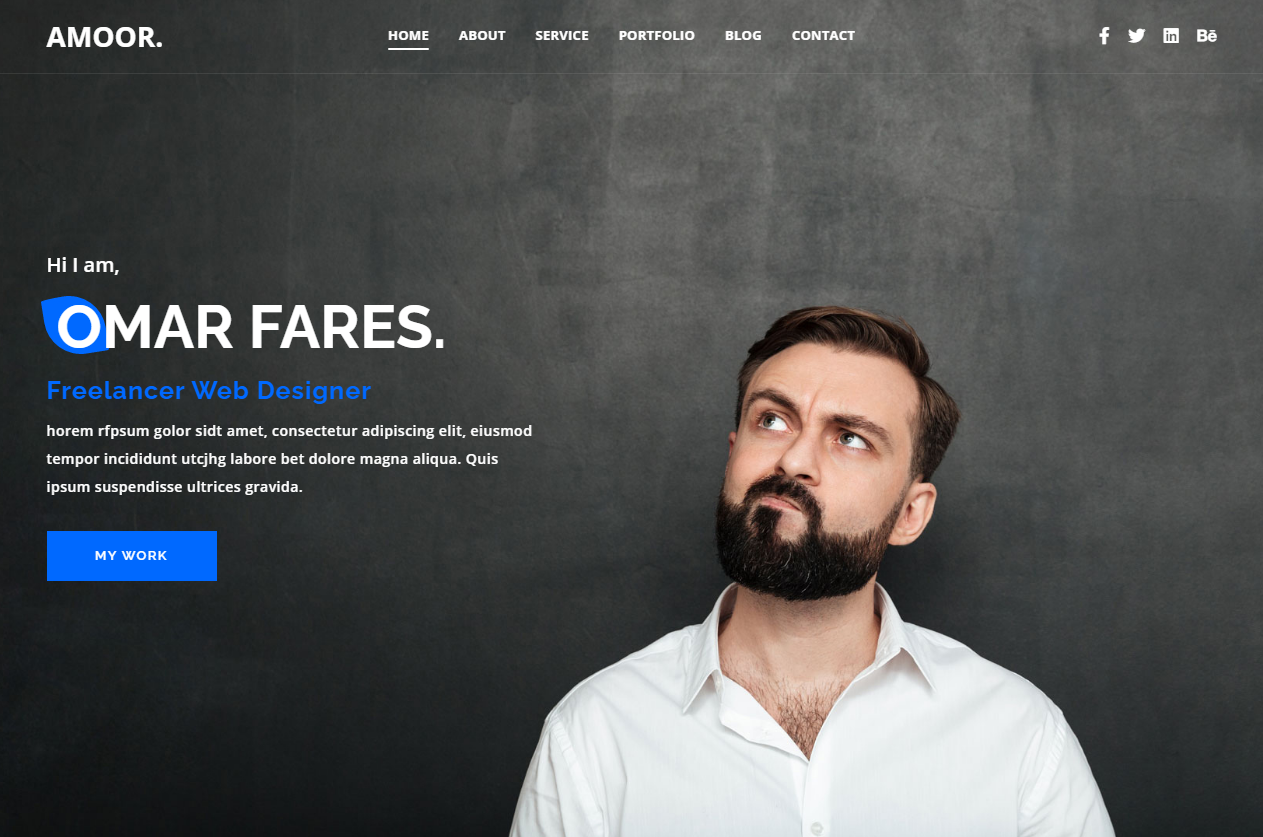 AMOOR.
HOME ABOUT SERVICE PORTFOLIO BLOG CONTACT
Bē
Hi I am,
OMAR FARES.
Freelancer Web Designer
horem rfpsum golor sidt amet, consectetur adipiscing elit, eiusmod
tempor incididunt utcjhg labore bet dolore magna aliqua. Quis
ipsum suspendisse ultrices gravida.
MY WORK